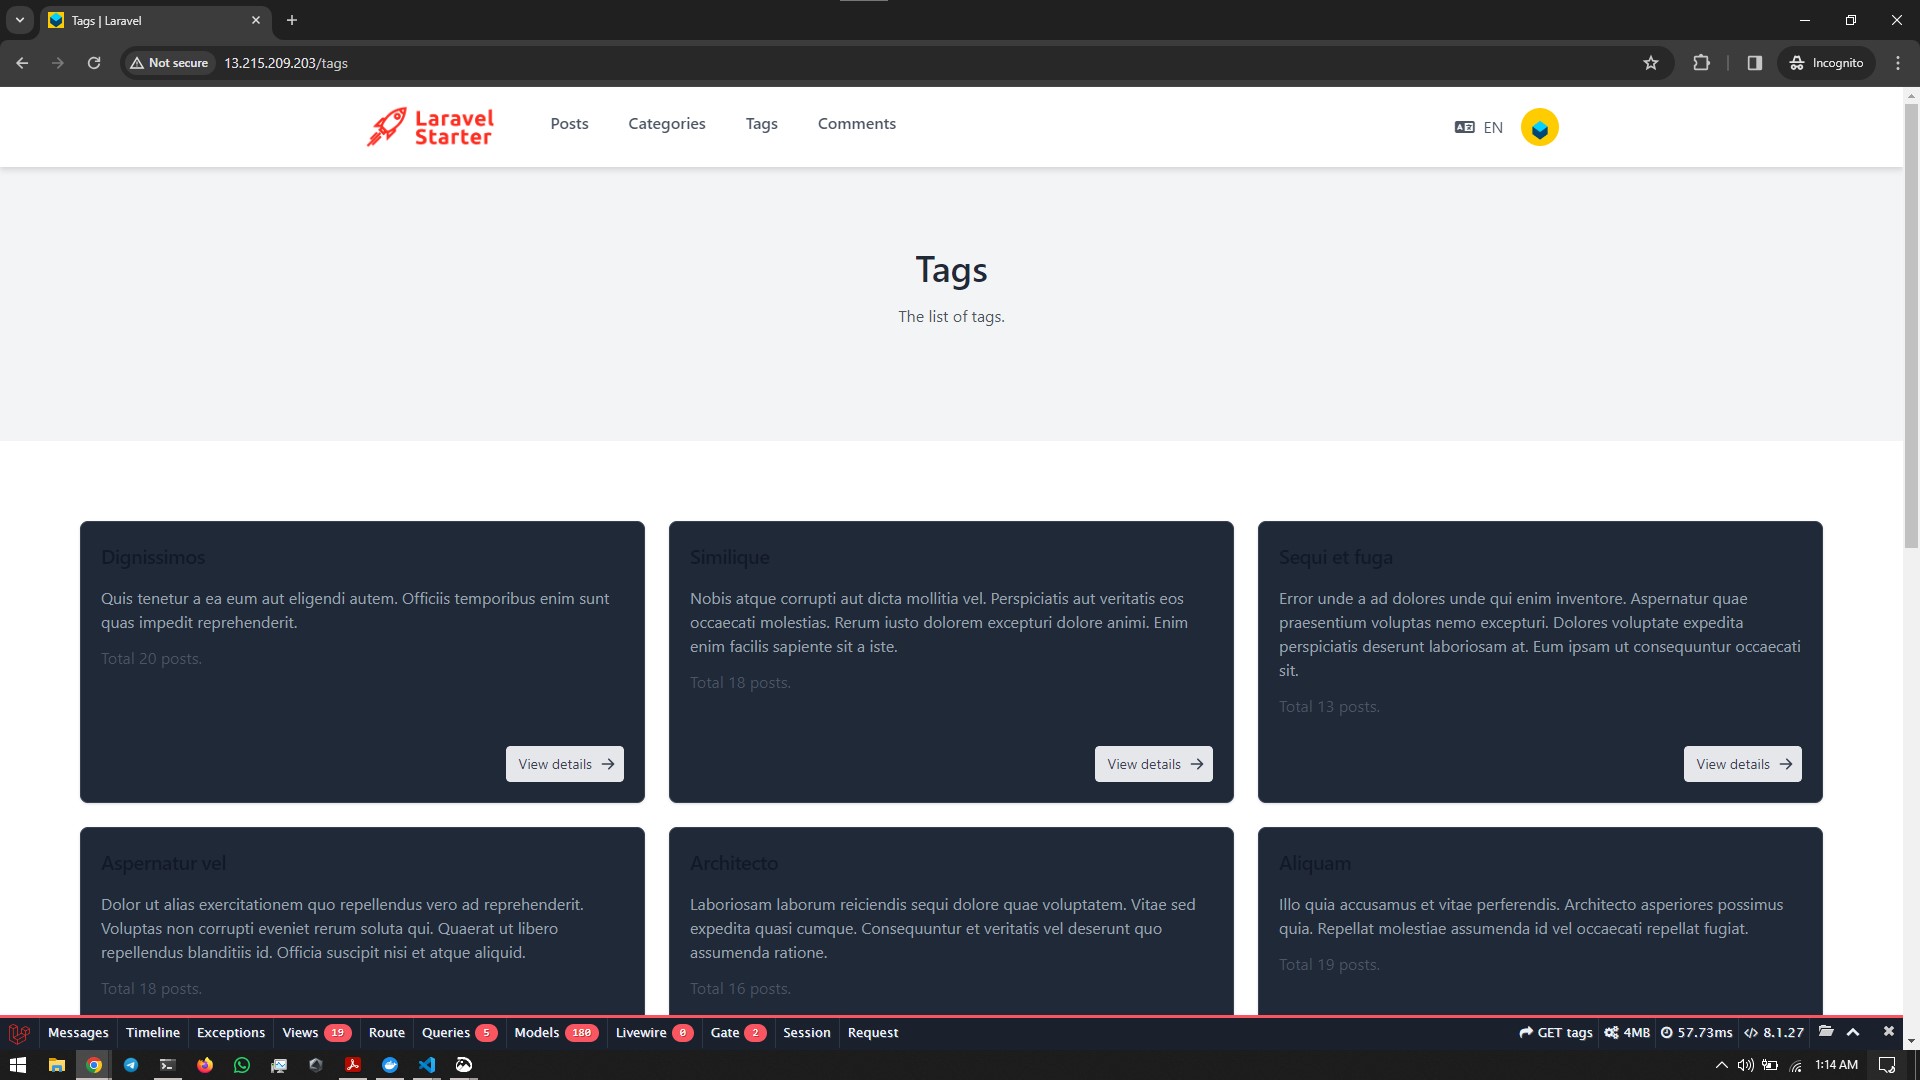 Tags | Laravel
Not secure
13.215.209.203/tags
Incognito
Laravel
Starter
Posts
Categories
Tags
Comments
EN
Tags
The list of tags.
Dignissimos
Quis tenetur a ea eum aut eligendi autem. Officiis temporibus enim sunt
quas impedit reprehenderit.
Total 20 posts.
View details
Similique
Nobis atque corrupti aut dicta mollitia vel. Perspiciatis aut veritatis eos
occaecati molestias. Rerum iusto dolorem excepturi dolore animi. Enim
enim facilis sapiente sit a iste.
Total 18 posts.
View details
Sequi et fuga
Error unde a ad dolores unde qui enim inventore. Aspernatur quae
praesentium voluptas nemo excepturi. Dolores voluptate expedita
perspiciatis deserunt laboriosam at. Eum ipsam ut consequuntur occaecati
sit.
Total 13 posts.
View details
Aspernatur vel
Dolor ut alias exercitationem quo repellendus vero ad reprehenderit.
Voluptas non corrupti eveniet rerum soluta qui. Quaerat ut libero
repellendus blanditiis id. Officia suscipit nisi et atque aliquid.
Total 18 posts.
Architecto
Laboriosam laborum reiciendis sequi dolore quae voluptatem. Vitae sed
expedita quasi cumque. Consequuntur et veritatis vel deserunt quo
assumenda ratione.
Total 16 posts.
Aliquam
Illo quia accusamus et vitae perferendis. Architecto asperiores possimus
quia. Repellat molestiae assumenda id vel occaecati repellat fugiat.
Total 19 posts.
Messages Timeline Exceptions Views 19 Route Queries 5 Models 180 Livewire 0 Gate 2 Session Request GET tags 4MB 57.73ms 8.1.27
1:14 AM